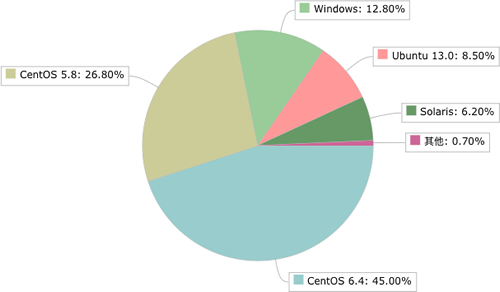 Windows: 12.80%
Ubuntu 13.0: 8.50%
CentOS 5.8: 26.80%
Solaris: 6.20%
其他: 0.70%
CentOS 6.4: 45.00%